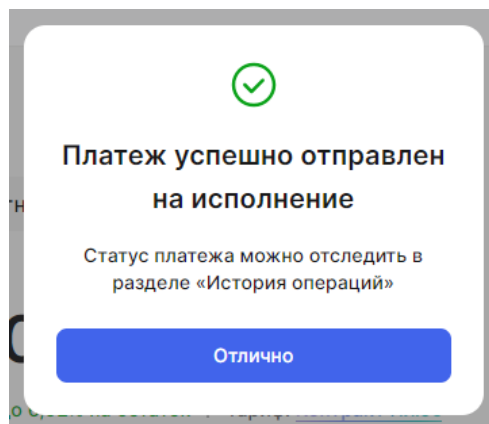 Платеж успешно отправлен
на исполнение
Статус платежа можно отследить в
разделе «История операций»
Отлично